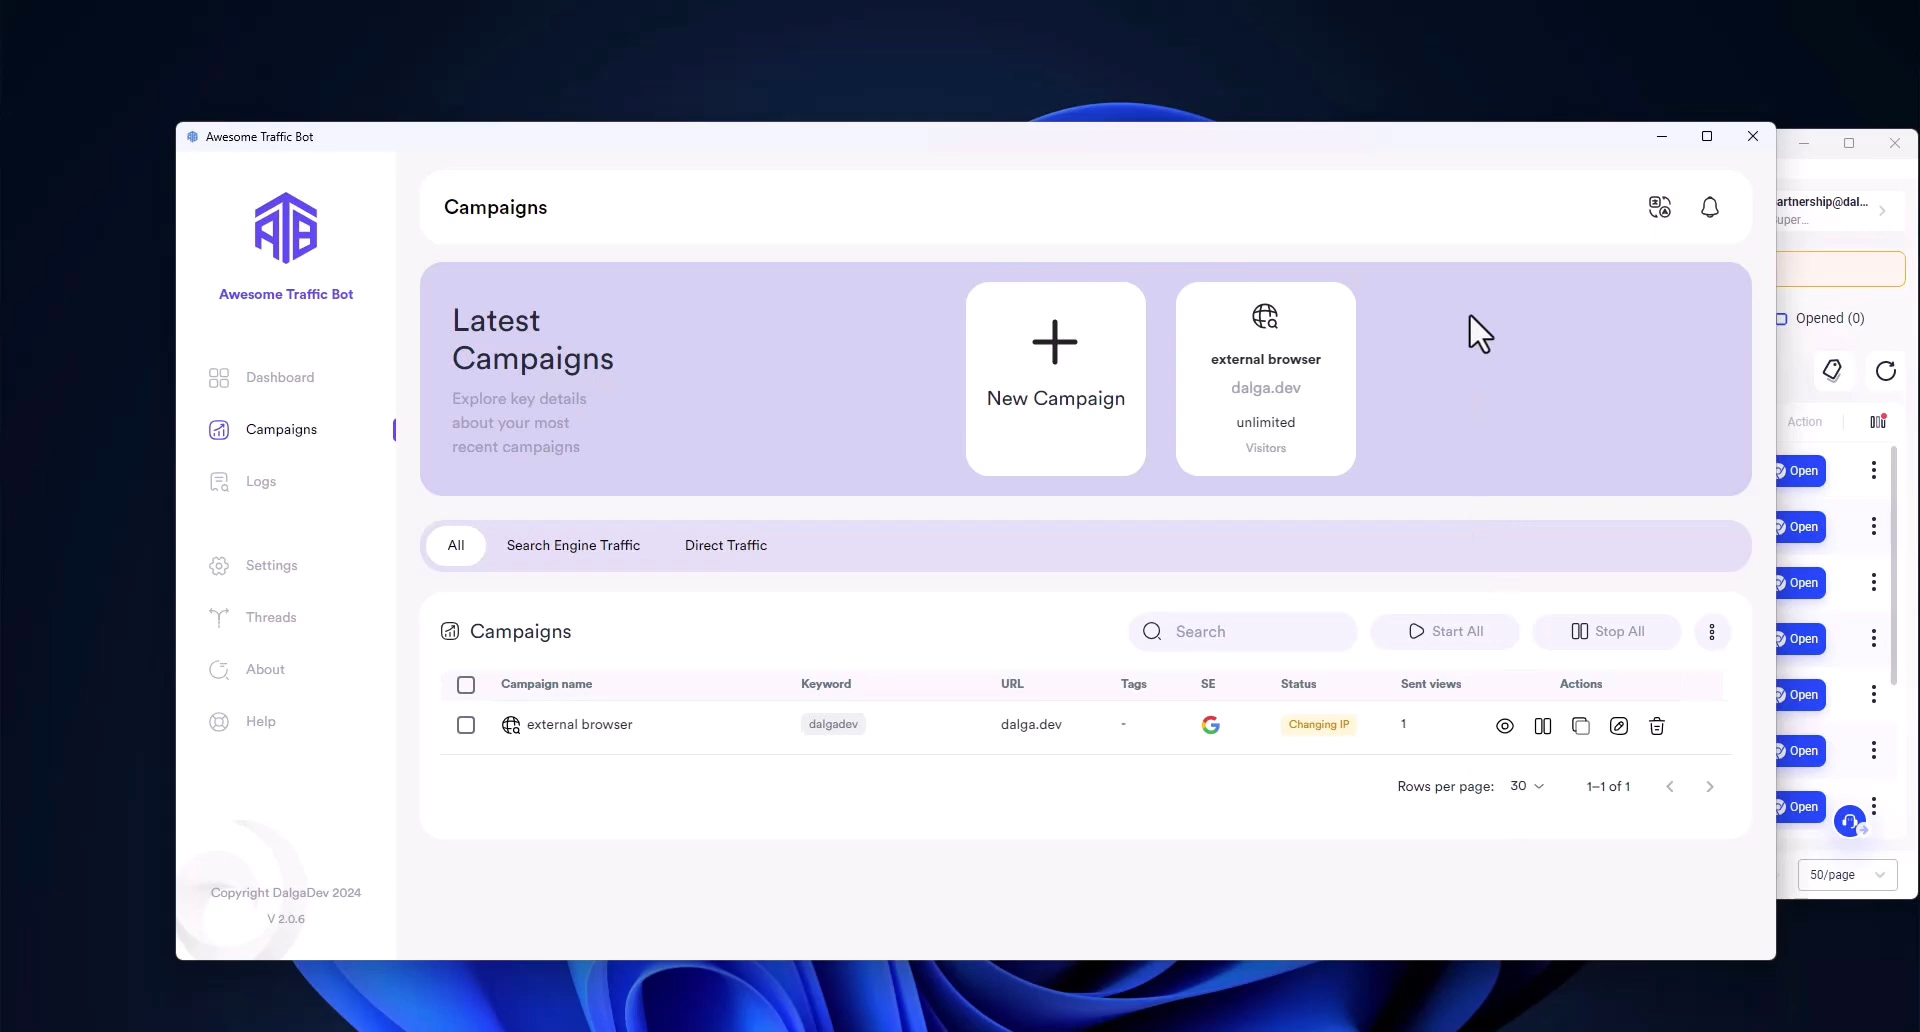 Awesome Traffic Bot
Awesome Traffic Bot
Dashboard
Campaigns
Logs
Settings
Threads
About
Help
Copyright DalgaDev 2024
V 2.0.6
Campaigns
Latest
Campaigns
Explore key details
about your most
recent campaigns
New Campaign
external browser
dalga.dev
unlimited
Visitors
All Search Engine Traffic Direct Traffic
Campaigns
Search
Start All
Stop All
Campaign name Keyword URL Tags SE Status Sent views Actions
external browser dalgadev dalga.dev - Changing IP 1
Rows per page: 30 1–1 of 1
artnership@dal...
uper...
Opened (0)
Action
Open
Open
Open
Open
Open
Open
Open
50/page